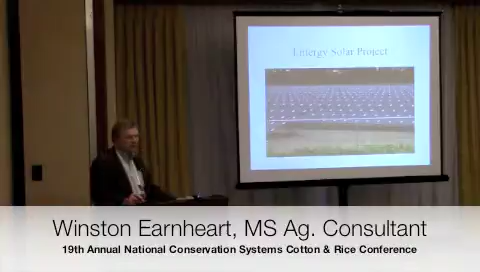 Entergy Solar Project
Winston Earnheart, MS Ag. Consultant
19th Annual National Conservation Systems Cotton & Rice Conference